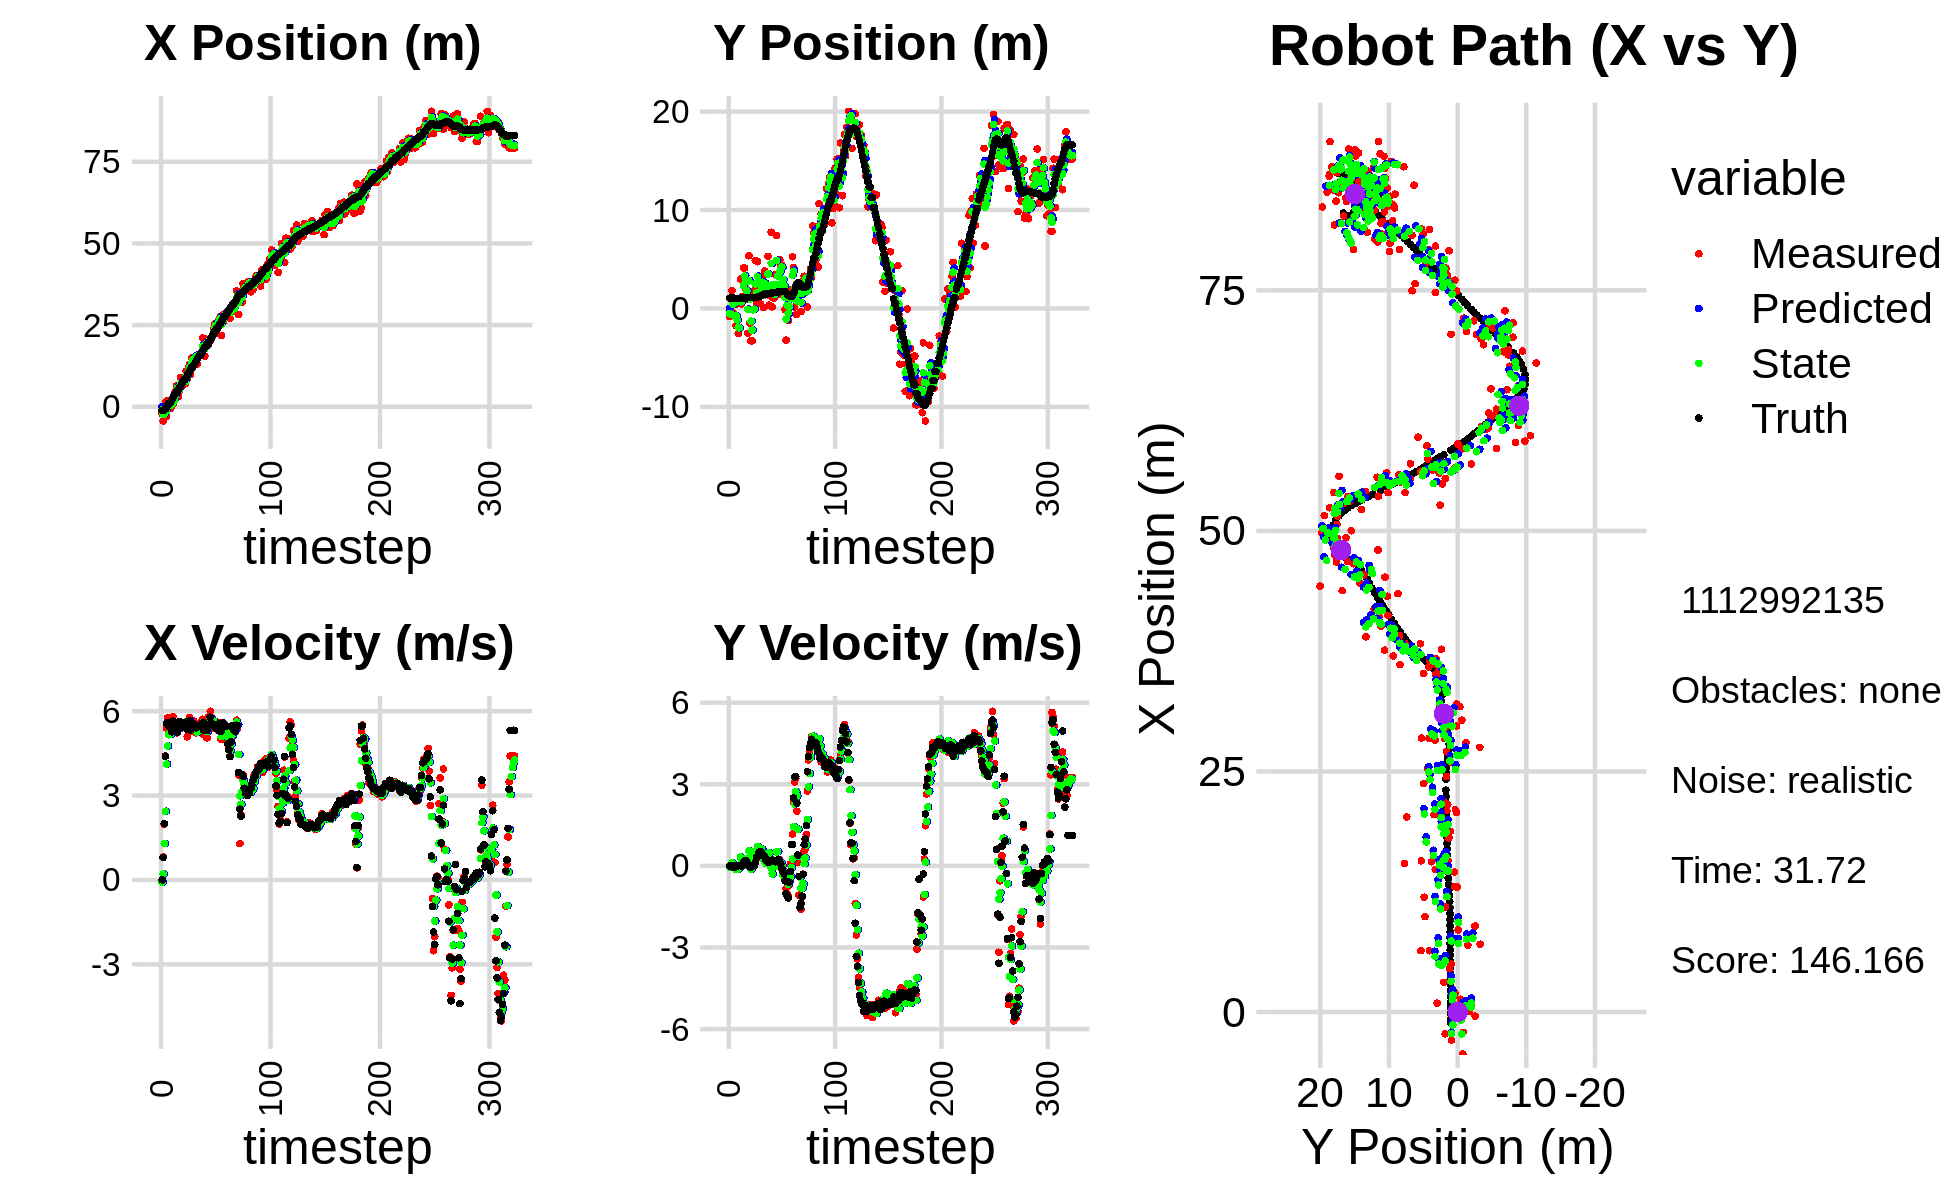 X Position (m)
75
50
25
0
0
100
200
300
timestep
Y Position (m)
20
10
0
-10
0
100
200
300
timestep
X Velocity (m/s)
6
3
0
-3
0
100
200
300
timestep
Y Velocity (m/s)
6
3
0
-3
-6
0
100
200
300
timestep
Robot Path (X vs Y)
X Position (m)
75
50
25
0
20 10 0 -10 -20
Y Position (m)
variable
Measured
Predicted
State
Truth
1112992135
Obstacles: none
Noise: realistic
Time: 31.72
Score: 146.166